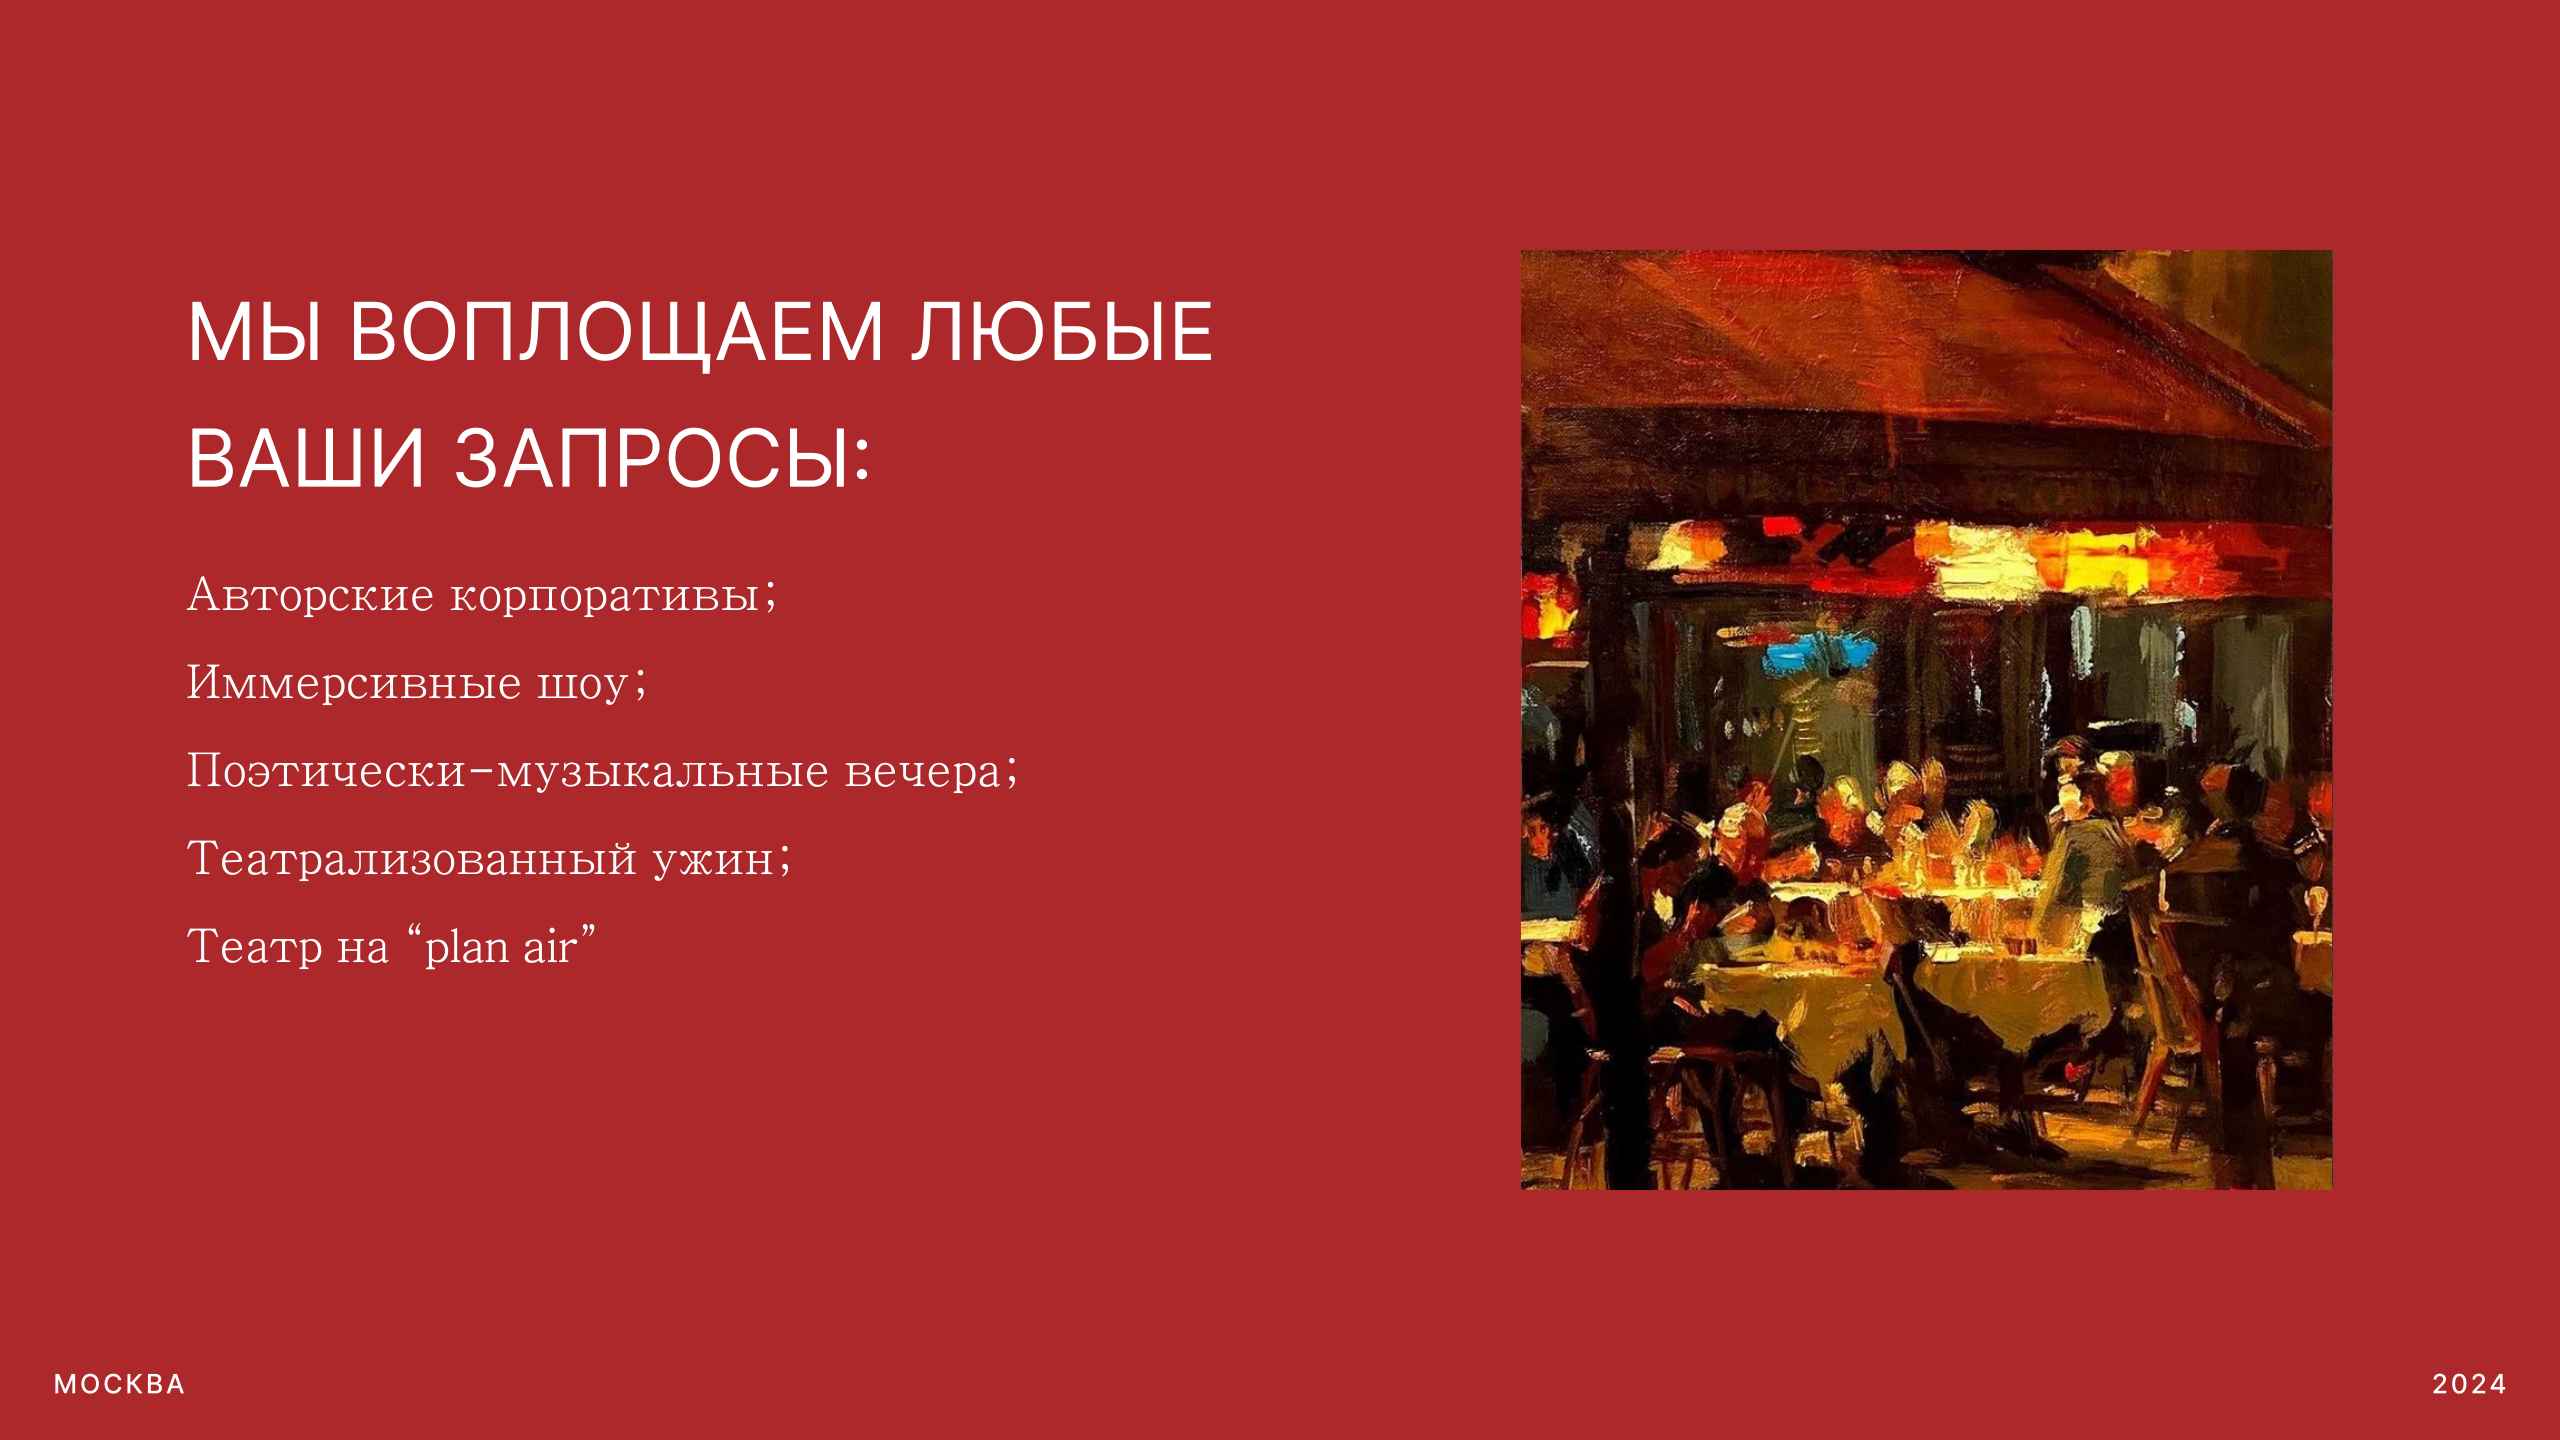 МЫ ВОПЛОЩАЕМ ЛЮБЫЕ
ВАШИ ЗАПРОСЫ:
Авторские корпоративы;
Иммерсивные шоу;
Поэтически-музыкальные вечера;
Театрализованный ужин;
Театр на “plan air”
МОСКВА
2024